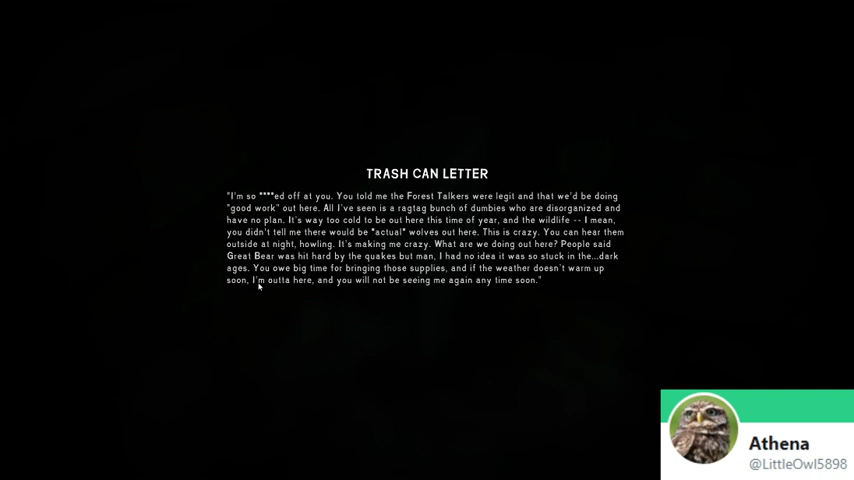 TRASH CAN LETTER
"I'm so ****ed off at you. You told me the Forest Talkers were legit and that we'd be doing
"good work" out here. All I've seen is a ragtag bunch of dumbies who are disorganized and
have no plan. It's way too cold to be out here this time of year, and the wildlife -- I mean,
you didn't tell me there would be *actual* wolves out here. This is crazy. You can hear them
outside at night, howling. It's making me crazy. What are we doing out here? People said
Great Bear was hit hard by the quakes but man, I had no idea it was so stuck in the...dark
ages. You owe big time for bringing those supplies, and if the weather doesn't warm up
soon, I'm outta here, and you will not be seeing me again any time soon."
Athena
@LittleOwl5898